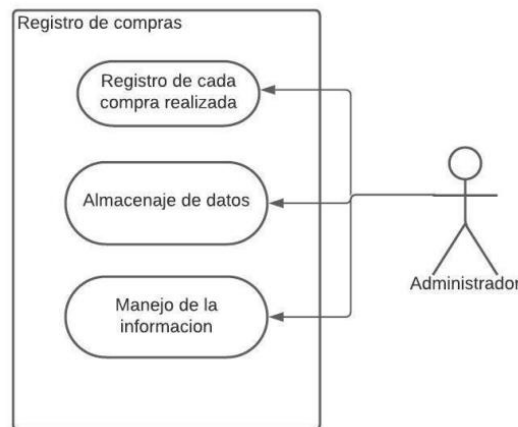 Registro de compras
Registro de cada
compra realizada
Almacenaje de datos
Manejo de la
informacion
Administrador